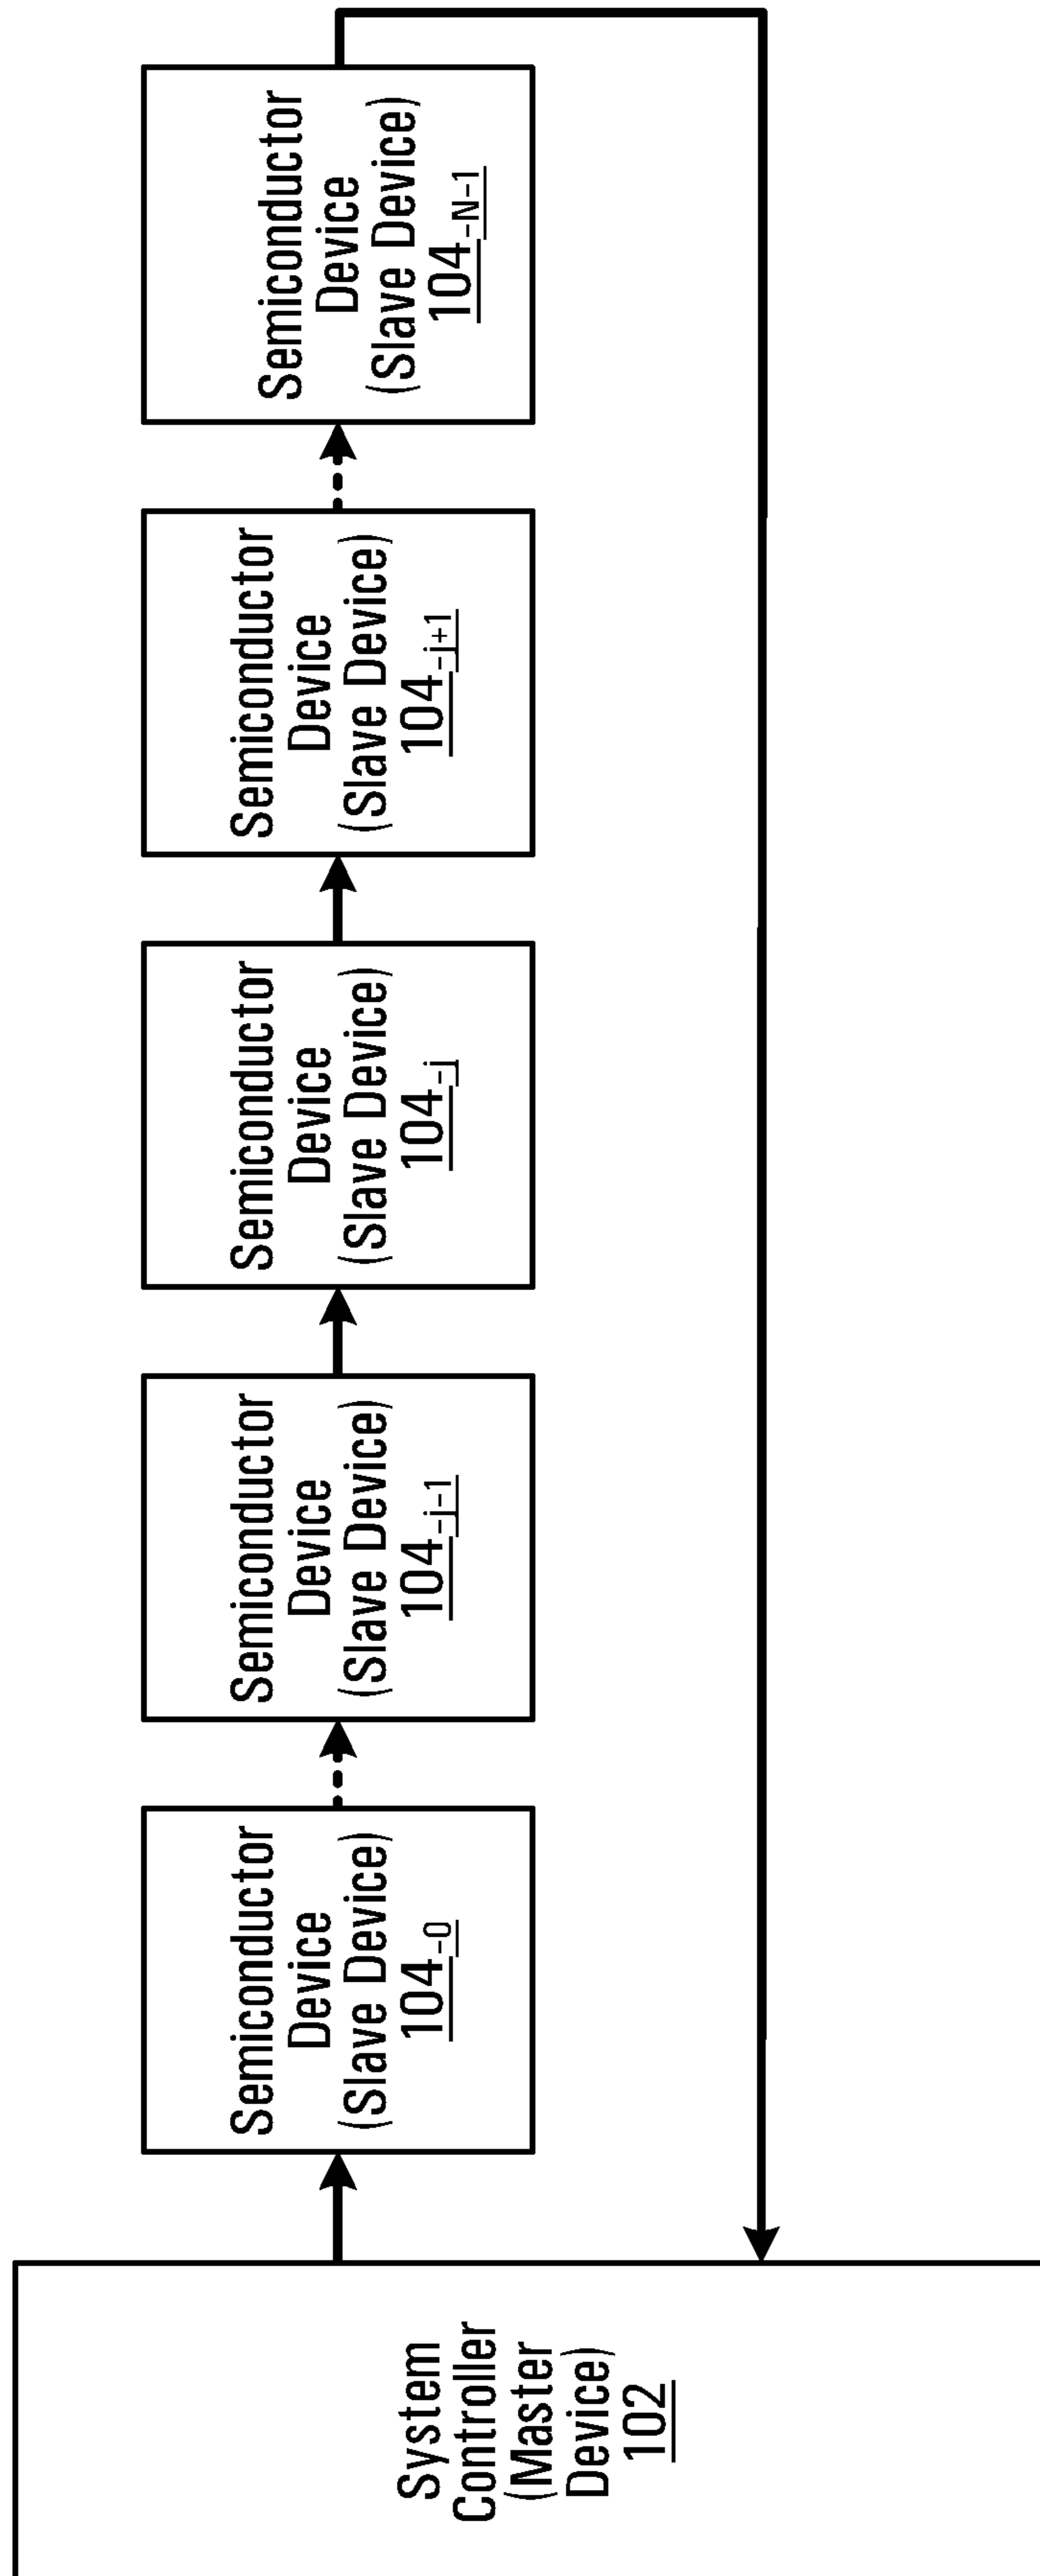 System
Controller
(Master
Device)
102
Semiconductor
Device
(Slave Device)
104-0
Semiconductor
Device
(Slave Device)
104-j-1
Semiconductor
Device
(Slave Device)
104-j
Semiconductor
Device
(Slave Device)
104-j+1
Semiconductor
Device
(Slave Device)
104-N-1